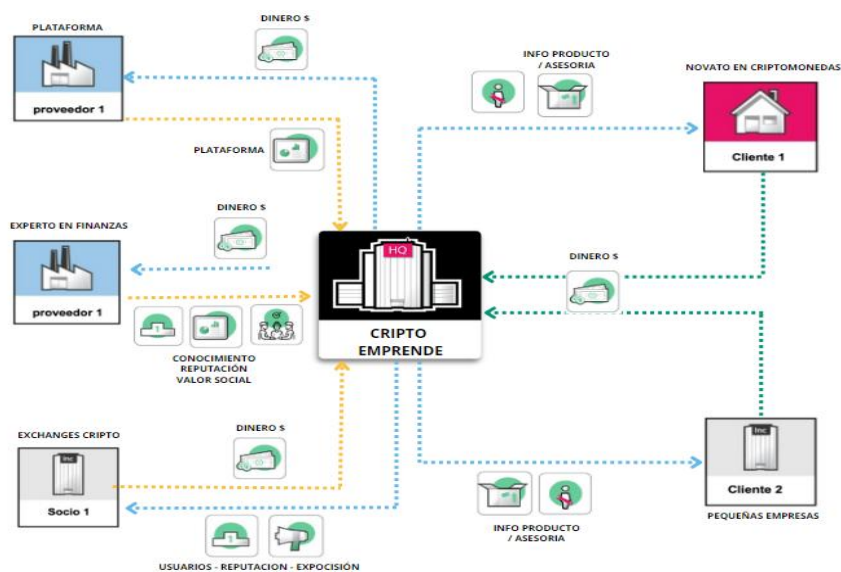 PLATAFORMA
proveedor 1
DINERO $
PLATAFORMA
INFO PRODUCTO
/ ASESORIA
NOVATO EN CRIPTOMONEDAS
Cliente 1
EXPERTO EN FINANZAS
proveedor 1
DINERO $
CONOCIMIENTO
REPUTACIÓN
VALOR SOCIAL
HQ
CRIPTO
EMPRENDE
DINERO $
EXCHANGES CRIPTO
Inc
Socio 1
DINERO $
USUARIOS - REPUTACION - EXPOCISIÓN
INFO PRODUCTO
/ ASESORIA
Inc
Cliente 2
PEQUEÑAS EMPRESAS